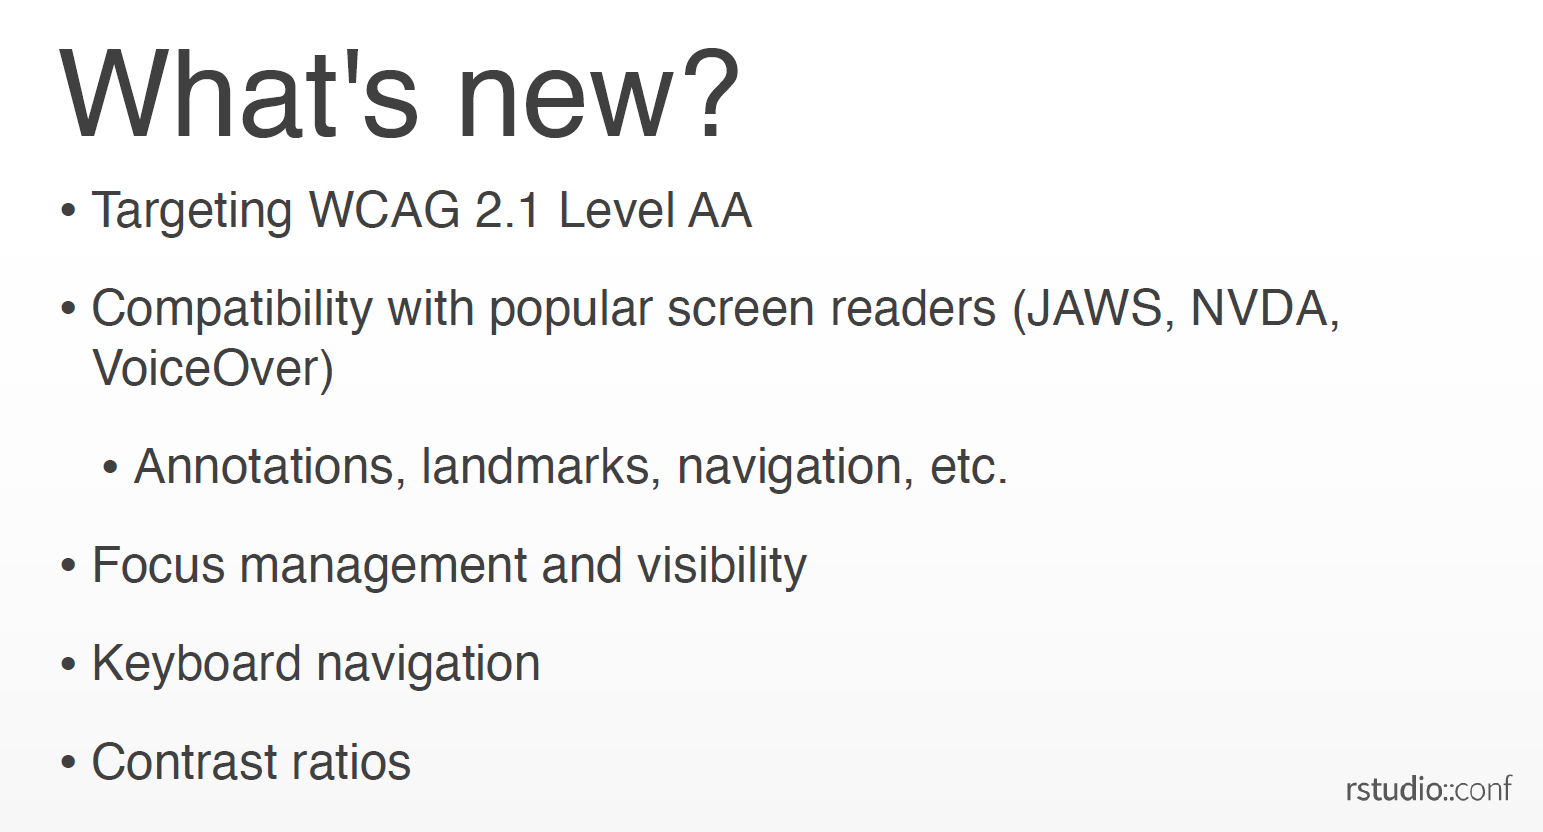 What's new?
• Targeting WCAG 2.1 Level AA
• Compatibility with popular screen readers (JAWS, NVDA,
VoiceOver)
• Annotations, landmarks, navigation, etc.
• Focus management and visibility
• Keyboard navigation
• Contrast ratios
rstudio::conf